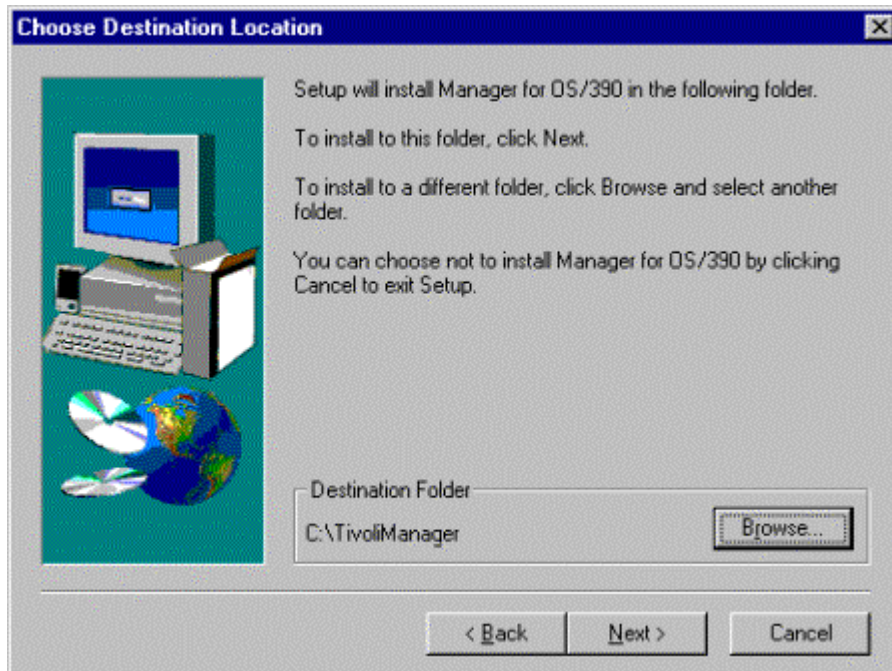 Choose Destination Location
Setup will install Manager for OS/390 in the following folder.
To install to this folder, click Next.
To install to a different folder, click Browse and select another
folder.
You can choose not to install Manager for OS/390 by clicking
Cancel to exit Setup.
Destination Folder
C:\TivoliManager
Browse...
< Back
Next >
Cancel